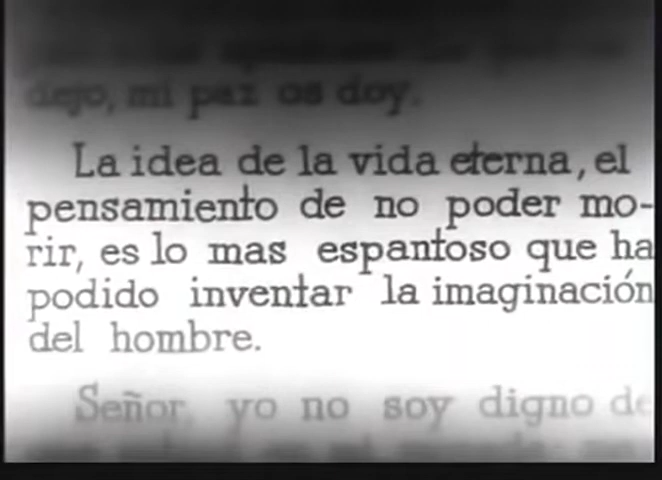 dejo, mi paz os doy.
La idea de la vida eterna, el
pensamiento de no poder mo-
rir, es lo mas espantoso que ha
podido inventar la imaginación
del hombre.
Señor, yo no soy digno de